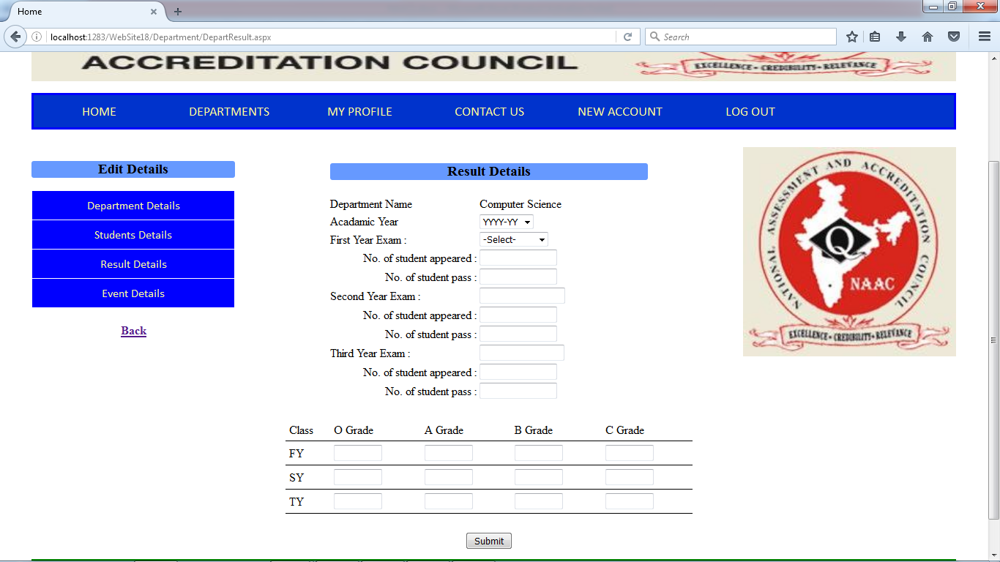 Home
localhost:1283/WebSite18/Department/DepartResult.aspx
Search
ACCREDITATION COUNCIL
EXCELLENCE - CREDIBILITY - RELEVANCE
HOME DEPARTMENTS MY PROFILE CONTACT US NEW ACCOUNT LOG OUT
Edit Details
Department Details
Students Details
Result Details
Event Details
Back
Result Details
Department Name Computer Science
Acadamic Year YYYY-YY
First Year Exam : -Select-
No. of student appeared :
No. of student pass :
Second Year Exam :
No. of student appeared :
No. of student pass :
Third Year Exam :
No. of student appeared :
No. of student pass :
Class O Grade A Grade B Grade C Grade
FY
SY
TY
Submit
NATIONAL ASSESSMENT AND ACCREDITATION COUNCIL
Q
NAAC
EXCELLENCE - CREDIBILITY - RELEVANCE